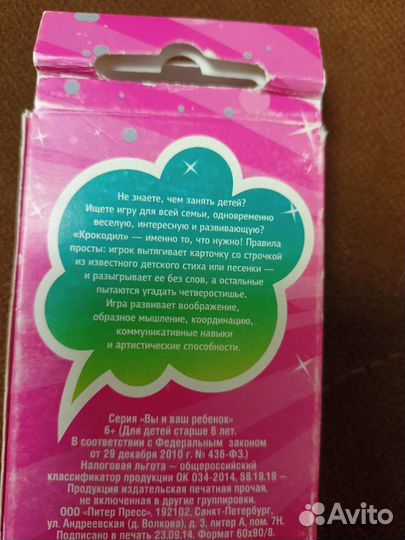 Не знаете, чем занять детей?
Ищете игру для всей семьи, одновременно
веселую, интересную и развивающую?
«Крокодил» — именно то, что нужно! Правила
просты: игрок вытягивает карточку со строчкой
из известного детского стиха или песенки —
и разыгрывает ее без слов, а остальные
пытаются угадать четверостишье.
Игра развивает воображение,
образное мышление, координацию,
коммуникативные навыки
и артистические способности.
Серия «Вы и ваш ребенок»
6+ (Для детей старше 6 лет.
В соответствии с Федеральным законом
от 29 декабря 2010 г. № 436-ФЗ.)
Налоговая льгота — общероссийский
классификатор продукции ОК 034-2014, 58.19.19 —
Продукция издательская печатная прочая,
не включенная в другие группировки.
ООО «Питер Пресс», 192102, Санкт-Петербург,
ул. Андреевская (д. Волкова), д. 3, литер А, пом. 7Н.
Подписано в печать 23.09.14. Формат 60х90/8.
Avito